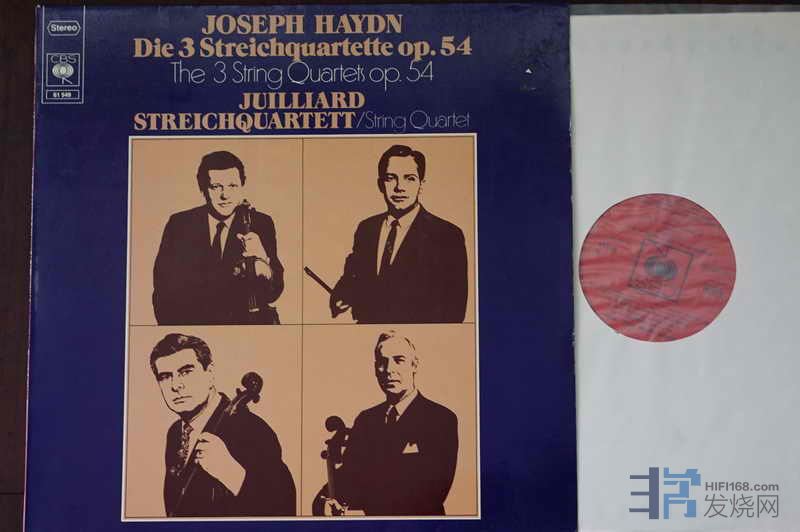 Stereo
CBS
61 549
JOSEPH HAYDN
Die 3 Streichquartette op. 54
The 3 String Quartets op. 54
JUILLIARD
STREICHQUARTETT/String Quartet
HIFI168.com
发烧网